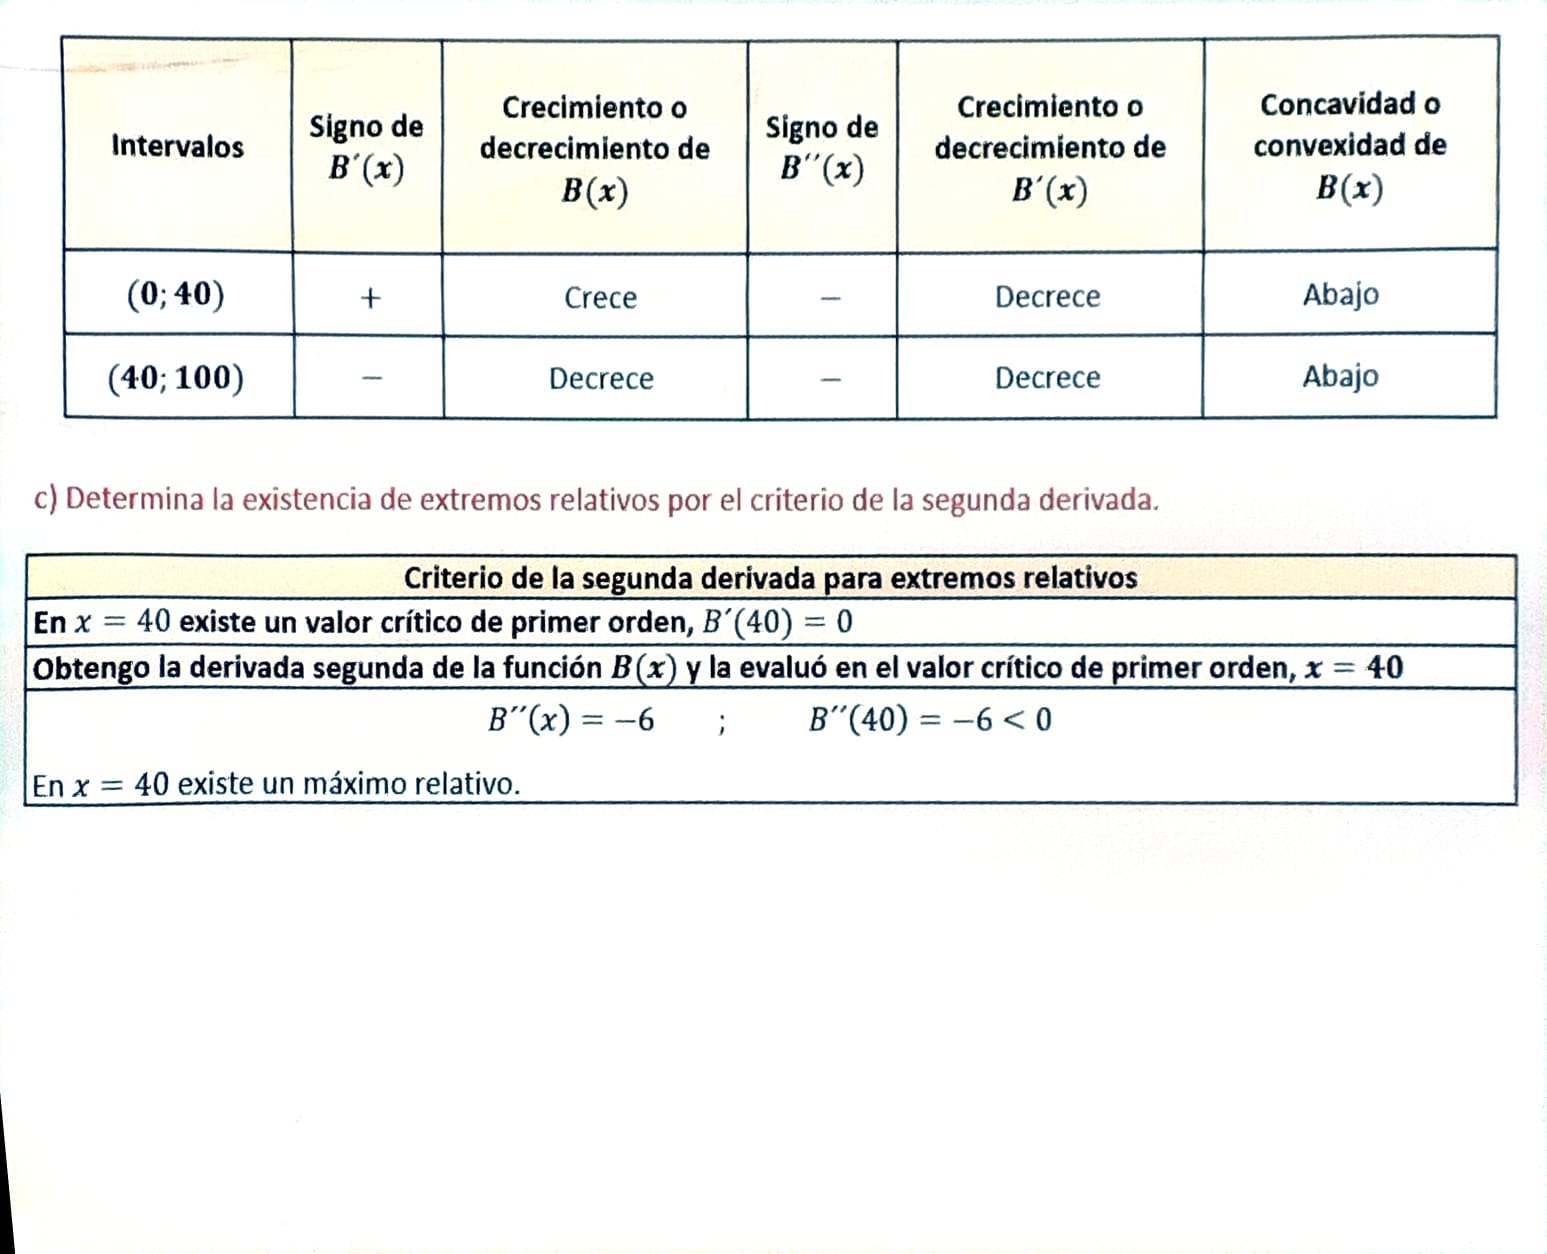 Intervalos
Signo de
B´(x)
Crecimiento o
decrecimiento de
B(x)
Signo de
B´´(x)
Crecimiento o
decrecimiento de
B´(x)
Concavidad o
convexidad de
B(x)
(0; 40) + Crece − Decrece Abajo
(40; 100) − Decrece − Decrece Abajo
c) Determina la existencia de extremos relativos por el criterio de la segunda derivada.
Criterio de la segunda derivada para extremos relativos
En x = 40 existe un valor crítico de primer orden, B´(40) = 0
Obtengo la derivada segunda de la función B(x) y la evaluó en el valor crítico de primer orden, x = 40
B´´(x) = −6 ; B´´(40) = −6 < 0
En x = 40 existe un máximo relativo.